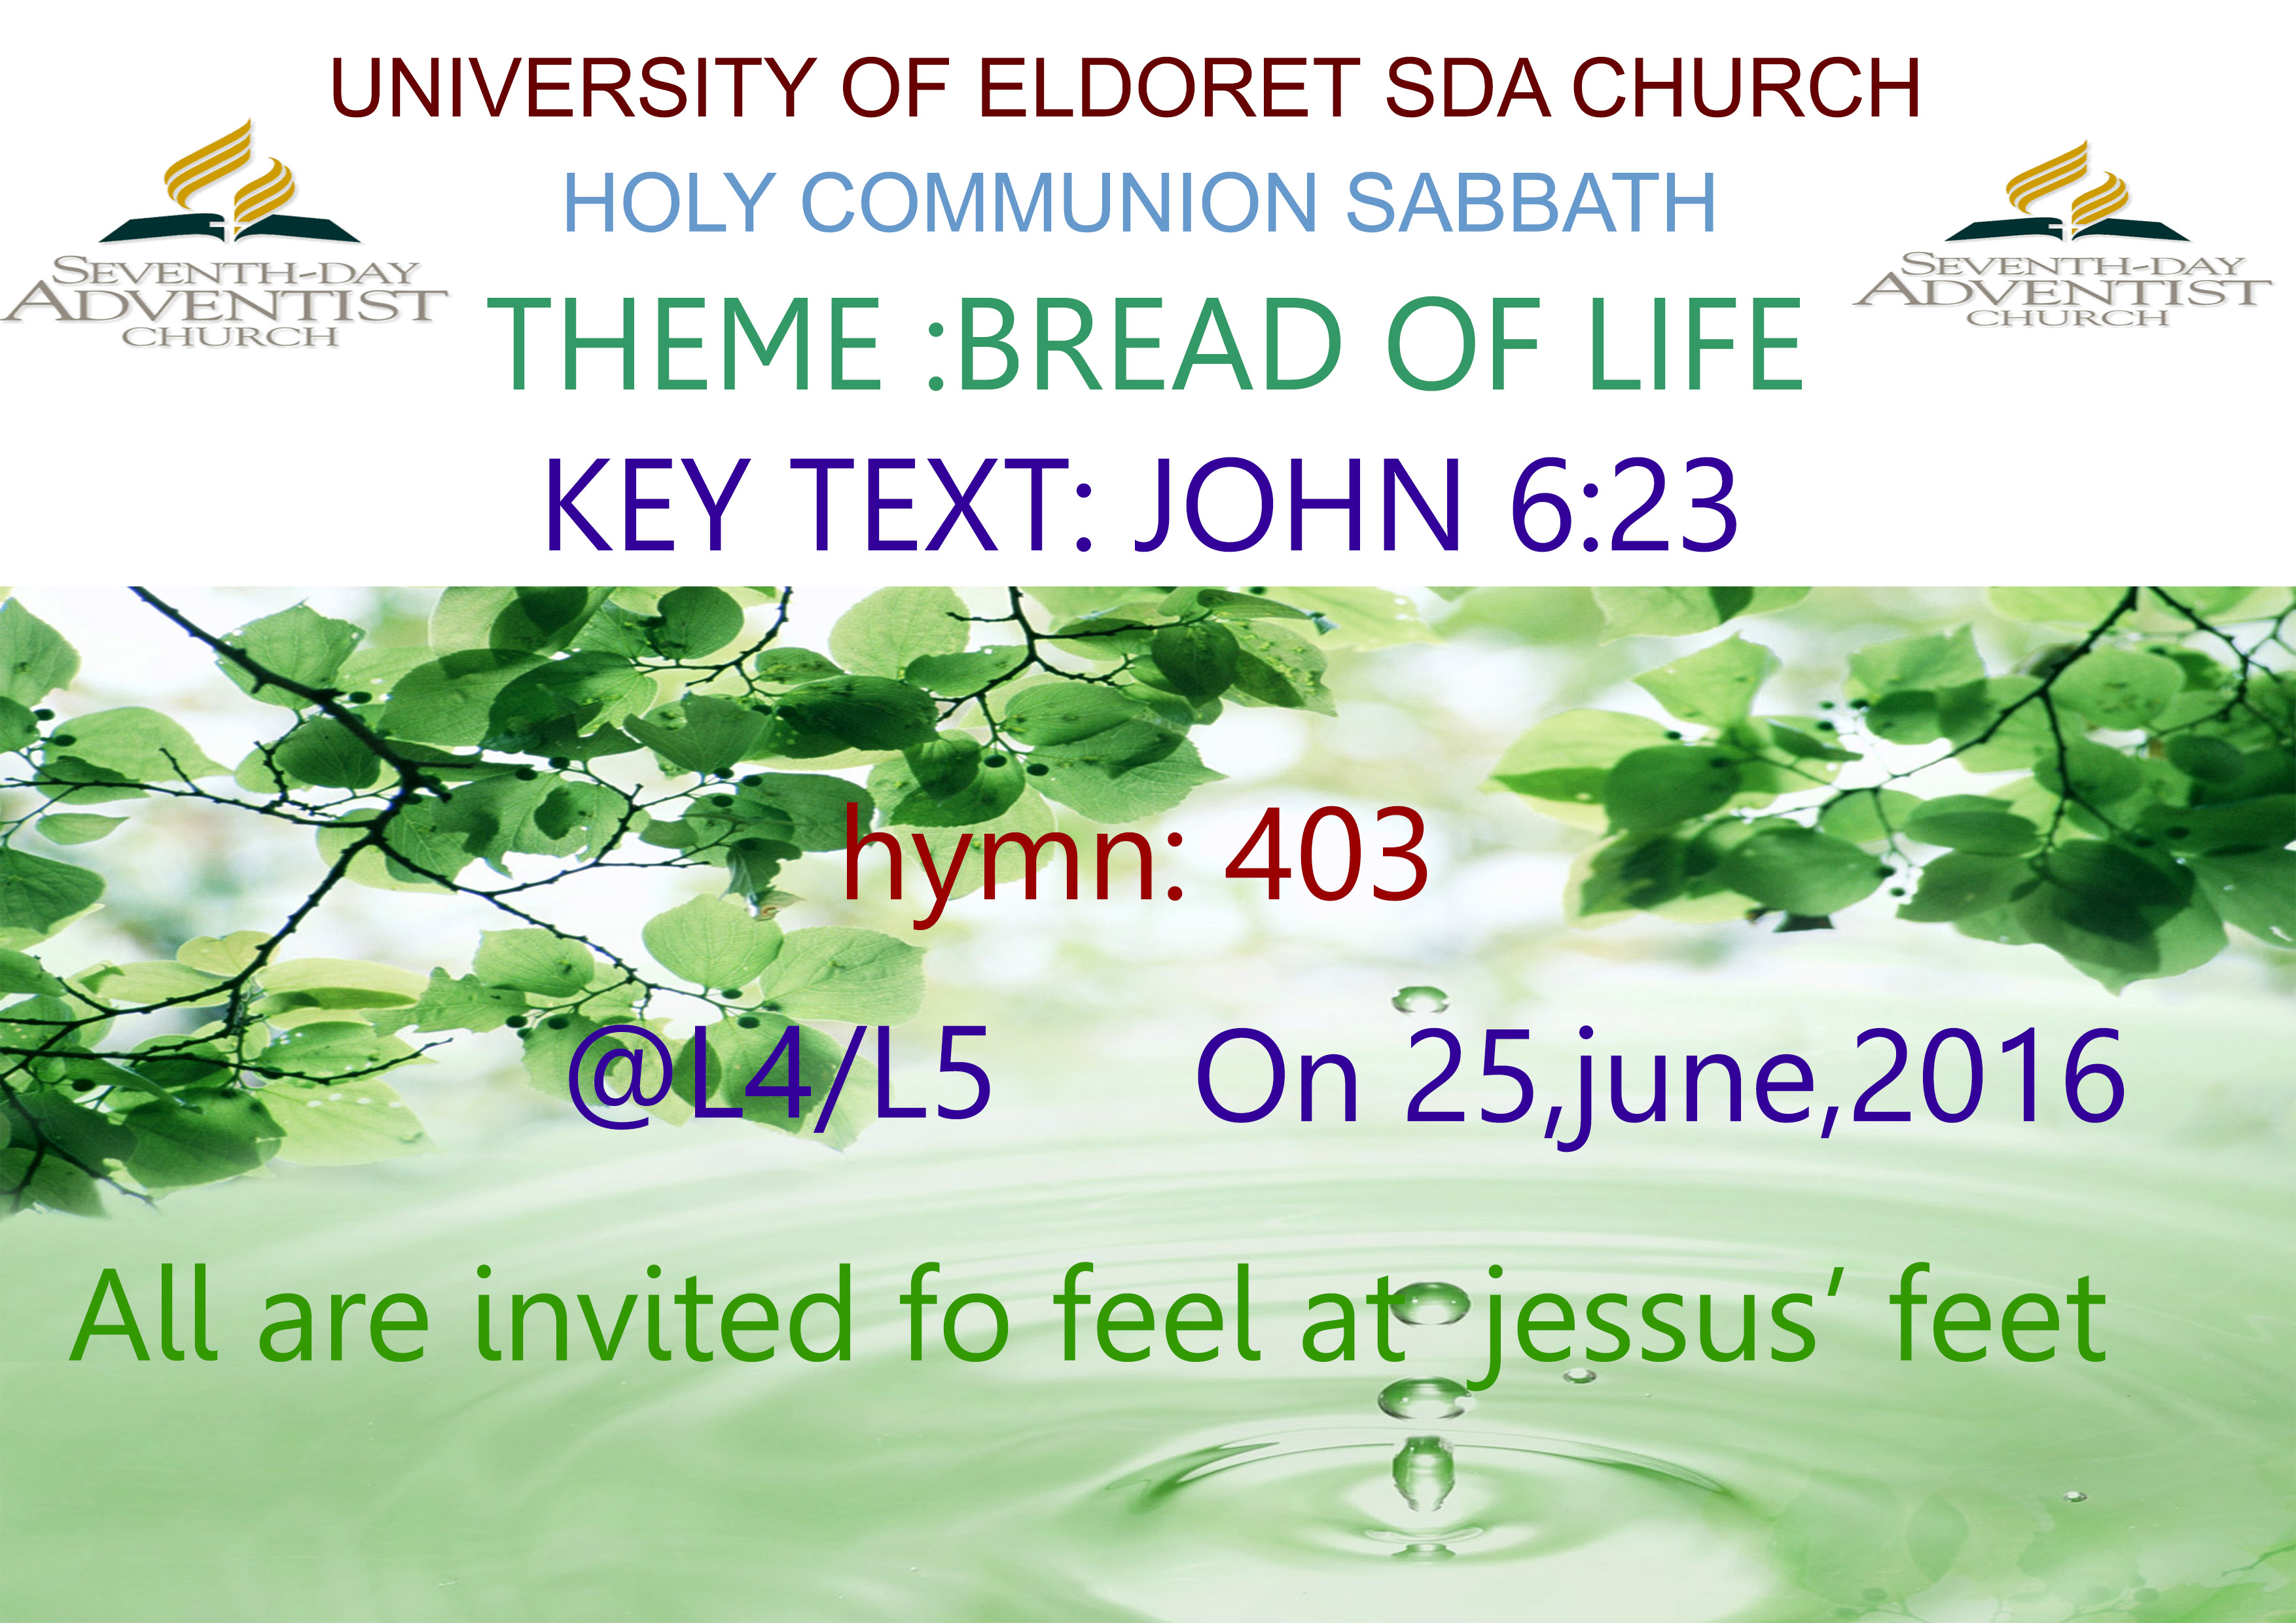 UNIVERSITY OF ELDORET SDA CHURCH
HOLY COMMUNION SABBATH
SEVENTH-DAY
ADVENTIST
CHURCH
SEVENTH-DAY
ADVENTIST
CHURCH
THEME :BREAD OF LIFE
KEY TEXT: JOHN 6:23
hymn: 403
@L4/L5 On 25,june,2016
All are invited fo feel at jessus’ feet